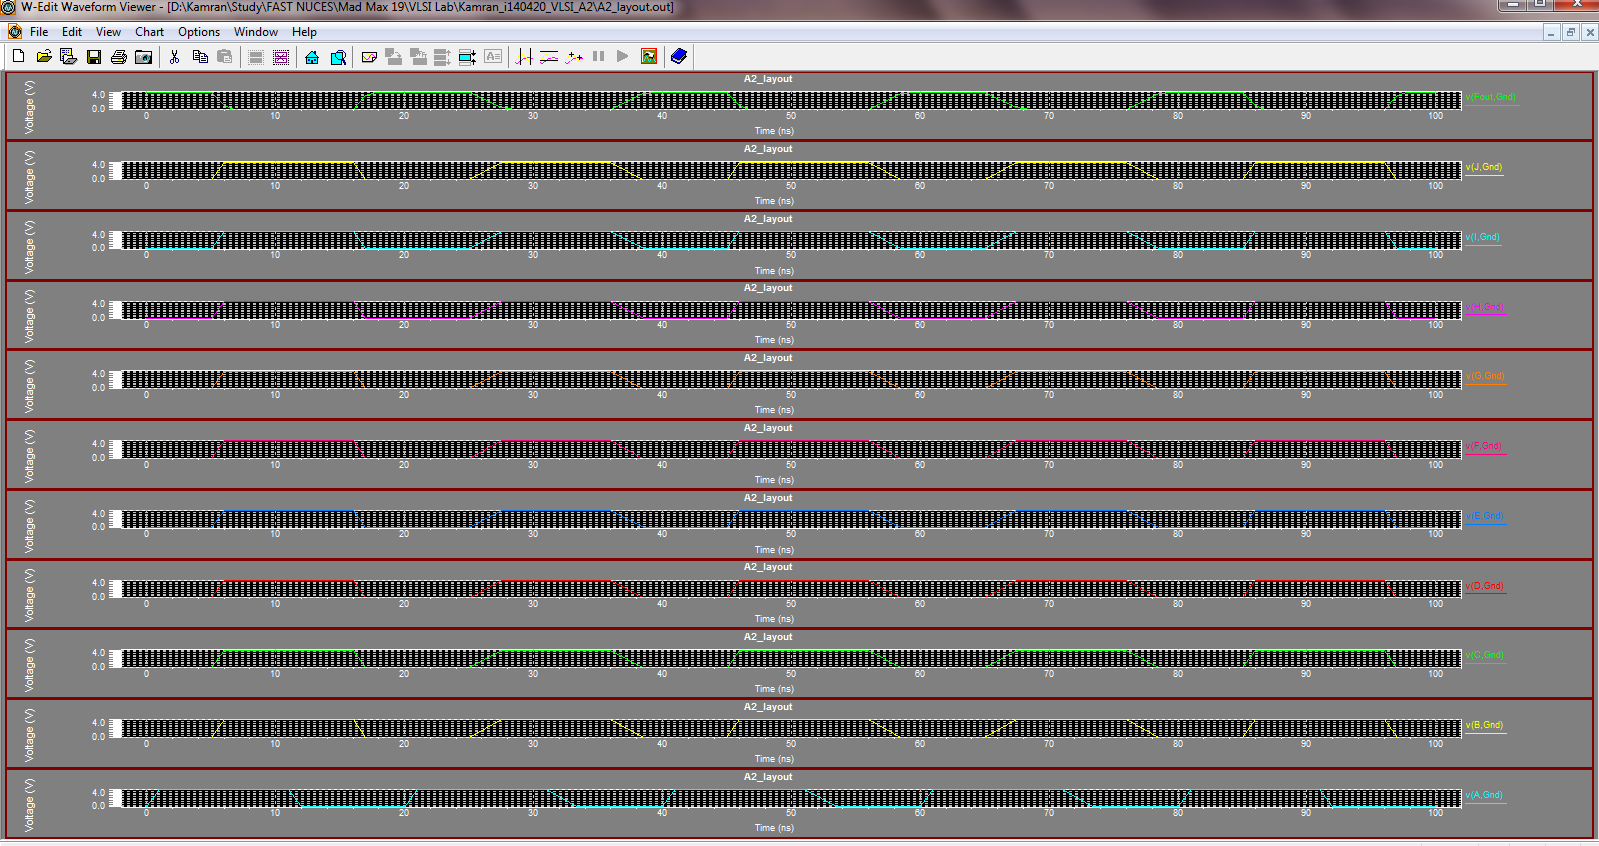 W-Edit Waveform Viewer - [D:\Kamran\Study\FAST NUCES\Mad Max 19\VLSI Lab\Kamran_i140420_VLSI_A2\A2_layout.out]
File Edit View Chart Options Window Help
A2_layout
Voltage (V)
4.0
0.0
v(Fout,Gnd)
0 10 20 30 40 50 60 70 80 90 100
Time (ns)
A2_layout
Voltage (V)
4.0
0.0
v(J,Gnd)
0 10 20 30 40 50 60 70 80 90 100
Time (ns)
A2_layout
Voltage (V)
4.0
0.0
v(I,Gnd)
0 10 20 30 40 50 60 70 80 90 100
Time (ns)
A2_layout
Voltage (V)
4.0
0.0
v(H,Gnd)
0 10 20 30 40 50 60 70 80 90 100
Time (ns)
A2_layout
Voltage (V)
4.0
0.0
v(G,Gnd)
0 10 20 30 40 50 60 70 80 90 100
Time (ns)
A2_layout
Voltage (V)
4.0
0.0
v(F,Gnd)
0 10 20 30 40 50 60 70 80 90 100
Time (ns)
A2_layout
Voltage (V)
4.0
0.0
v(E,Gnd)
0 10 20 30 40 50 60 70 80 90 100
Time (ns)
A2_layout
Voltage (V)
4.0
0.0
v(D,Gnd)
0 10 20 30 40 50 60 70 80 90 100
Time (ns)
A2_layout
Voltage (V)
4.0
0.0
v(C,Gnd)
0 10 20 30 40 50 60 70 80 90 100
Time (ns)
A2_layout
Voltage (V)
4.0
0.0
v(B,Gnd)
0 10 20 30 40 50 60 70 80 90 100
Time (ns)
A2_layout
Voltage (V)
4.0
0.0
v(A,Gnd)
0 10 20 30 40 50 60 70 80 90 100
Time (ns)